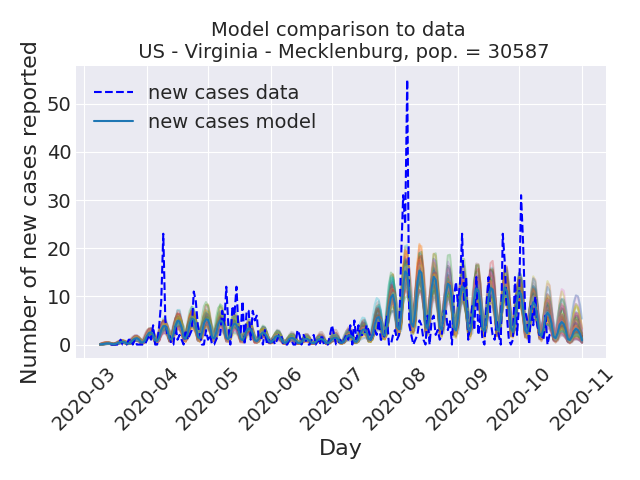 Model comparison to data
US - Virginia - Mecklenburg, pop. = 30587
new cases data
new cases model
Number of new cases reported
50
40
30
20
10
0
2020-03
2020-04
2020-05
2020-06
2020-07
2020-08
2020-09
2020-10
2020-11
Day